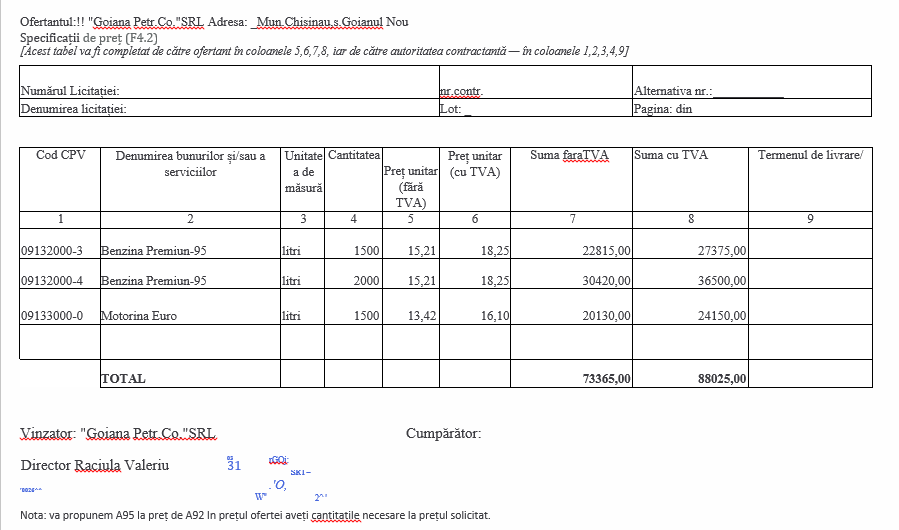 Ofertantul:!! "Goiana Petr.Co."SRL Adresa: _Mun.Chisinau,s.Goianul Nou
Specificații de preț (F4.2)
[Acest tabel va fi completat de către ofertant în coloanele 5,6,7,8, iar de către autoritatea contractantă — în coloanele 1,2,3,4,9]
Numărul Licitației: nr.contr. Alternativa nr.:___________
Denumirea licitației: Lot: _ Pagina: din
Cod CPV Denumirea bunurilor și/sau a serviciilor Unitatea de măsură Cantitatea Preț unitar (fără TVA) Preț unitar (cu TVA) Suma faraTVA Suma cu TVA Termenul de livrare/
1 2 3 4 5 6 7 8 9
09132000-3 Benzina Premiun-95 litri 1500 15,21 18,25 22815,00 27375,00
09132000-4 Benzina Premiun-95 litri 2000 15,21 18,25 30420,00 36500,00
09133000-0 Motorina Euro litri 1500 13,42 16,10 20130,00 24150,00
TOTAL 73365,00 88025,00
Vinzator: "Goiana Petr.Co."SRL Cumpărător:
Director Raciula Valeriu 31
SK1–
.'O,
W" 2^·'
Nota: va propunem A95 la preț de A92 In prețul ofertei aveți cantitatile necesare la prețul solicitat.